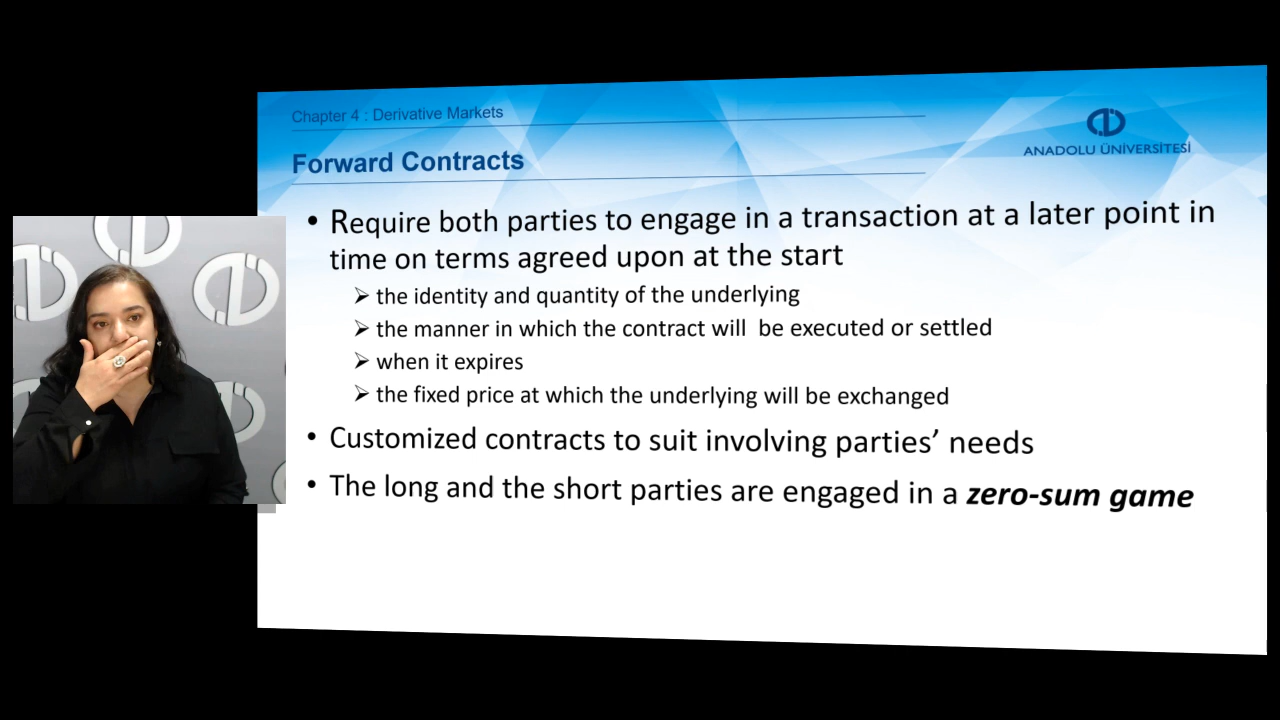 Chapter 4 : Derivative Markets
ANADOLU ÜNİVERSİTESİ
Forward Contracts
• Require both parties to engage in a transaction at a later point in
time on terms agreed upon at the start
➢ the identity and quantity of the underlying
➢ the manner in which the contract will be executed or settled
➢ when it expires
➢ the fixed price at which the underlying will be exchanged
• Customized contracts to suit involving parties’ needs
• The long and the short parties are engaged in a zero-sum game